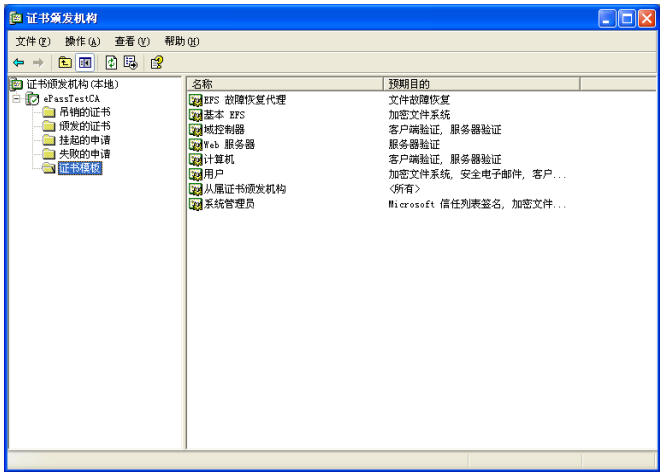 证书颁发机构
文件(F) 操作(A) 查看(V) 帮助(H)
证书颁发机构(本地)
ePassTestCA
吊销的证书
颁发的证书
挂起的申请
失败的申请
证书模板
名称 预期目的
EFS 故障恢复代理 文件故障恢复
基本 EFS 加密文件系统
域控制器 客户端验证, 服务器验证
Web 服务器 服务器验证
计算机 客户端验证, 服务器验证
用户 加密文件系统, 安全电子邮件, 客户...
从属证书颁发机构 <所有>
系统管理员 Microsoft 信任列表签名, 加密文件...